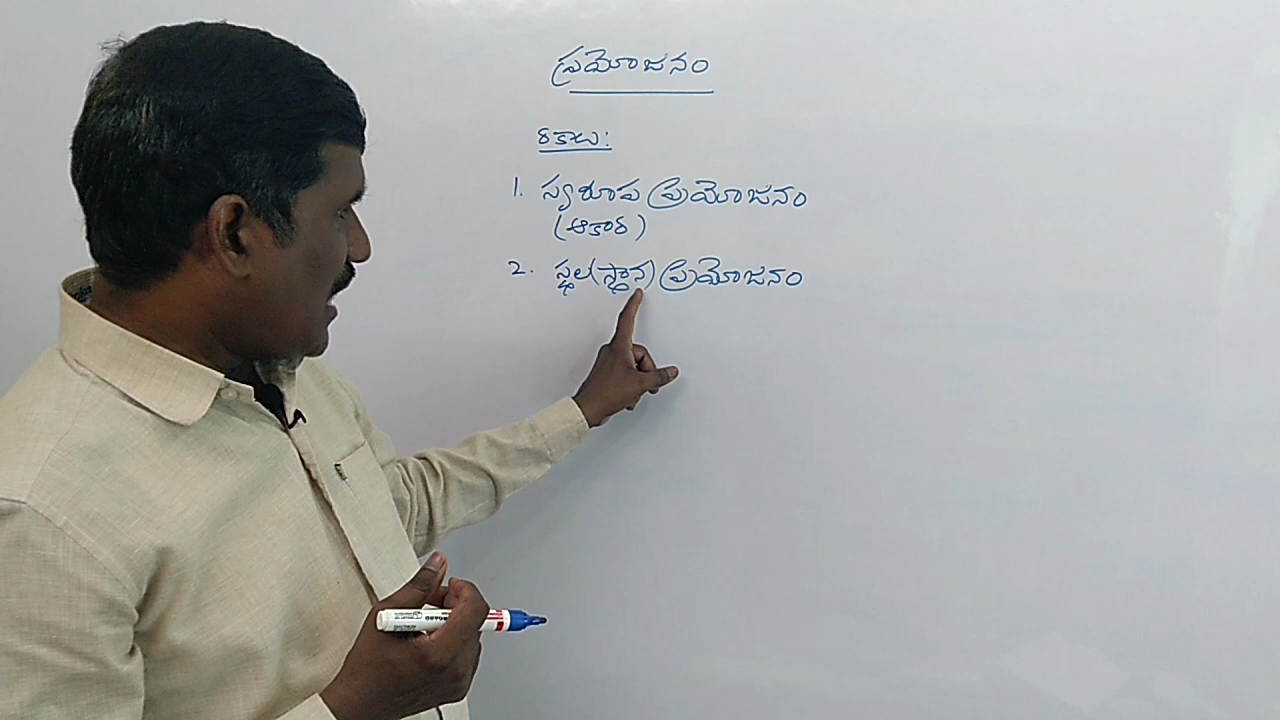 ప్రయోజనం
రకాలు:
1. స్వరూప ప్రయోజనం
(ఆకార)
2. స్థల(స్థాన) ప్రయోజనం